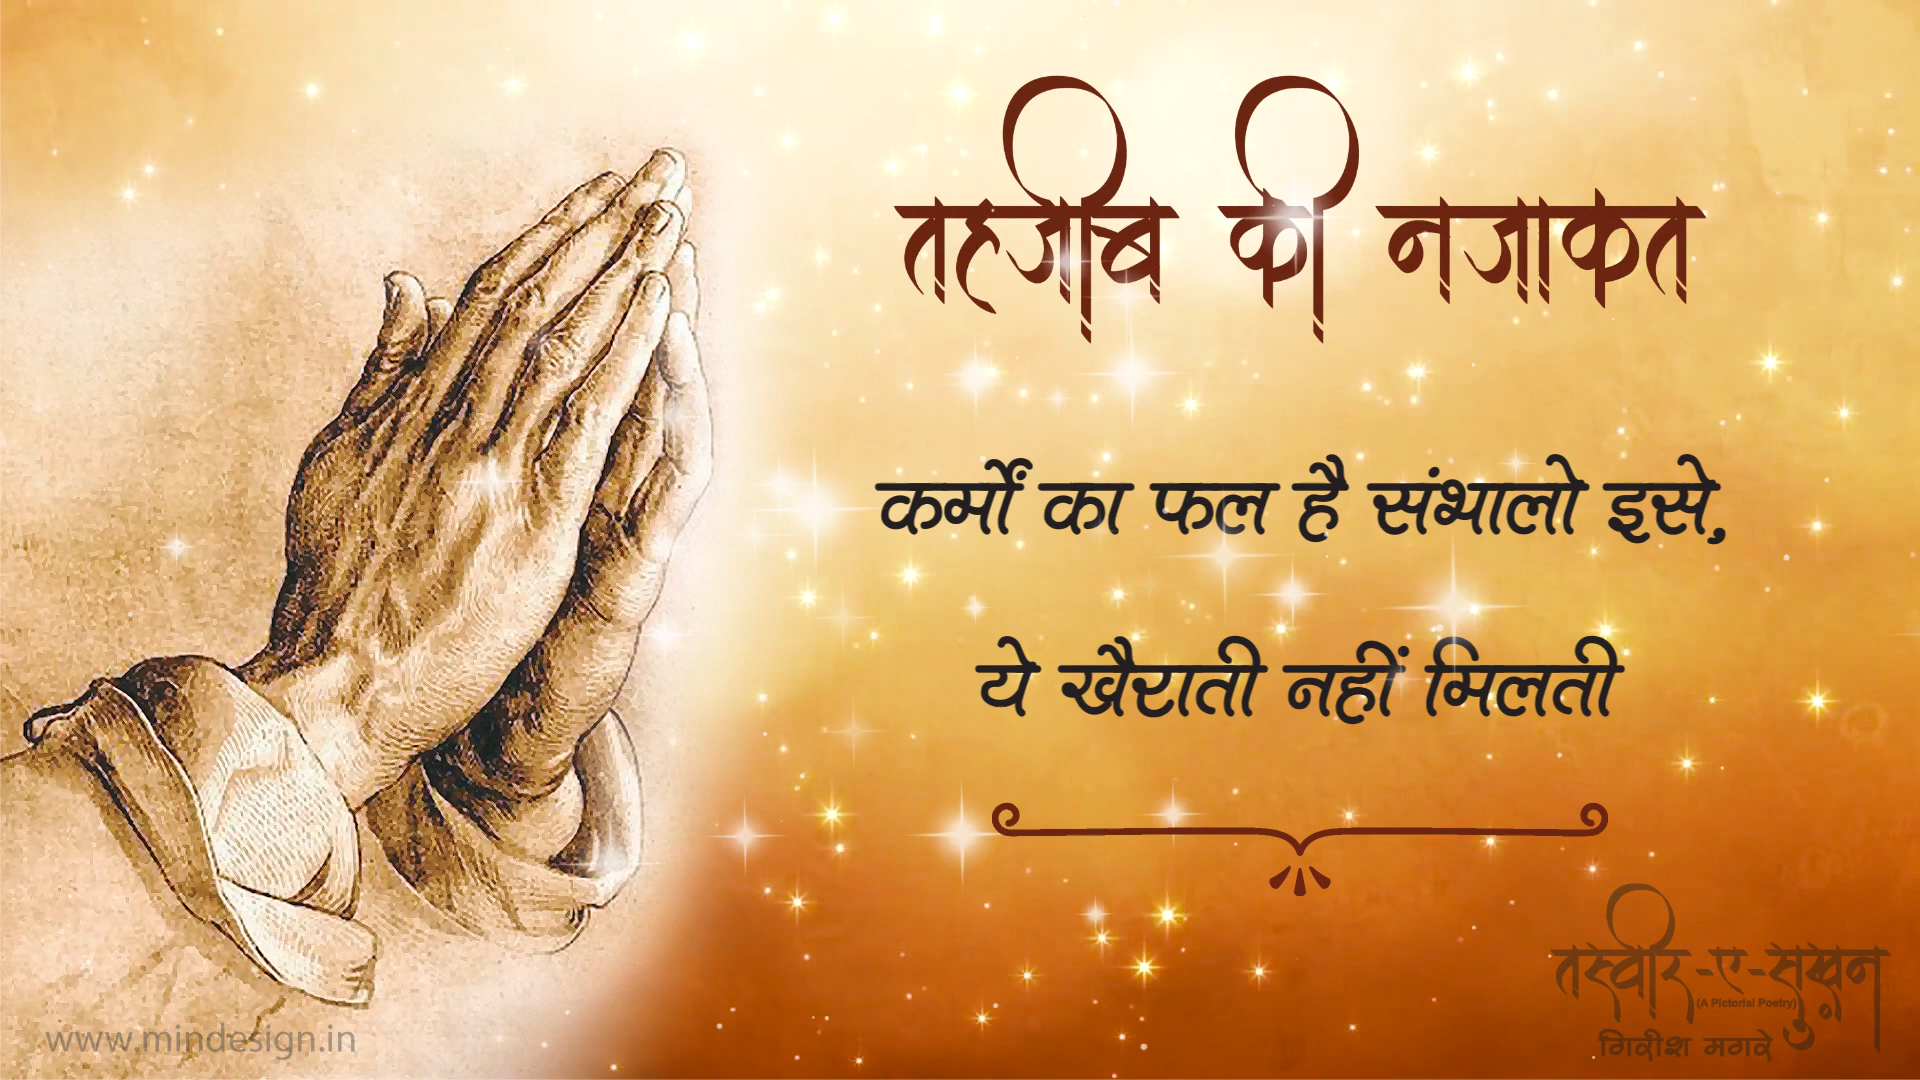 तहजीब की नजाकत
कर्मों का फल है संभालो इसे,
ये खैराती नहीं मिलती
तस्वीर-ए-सुख़न
(A Pictorial Poetry)
गिरीश मगरे
www.mindesign.in